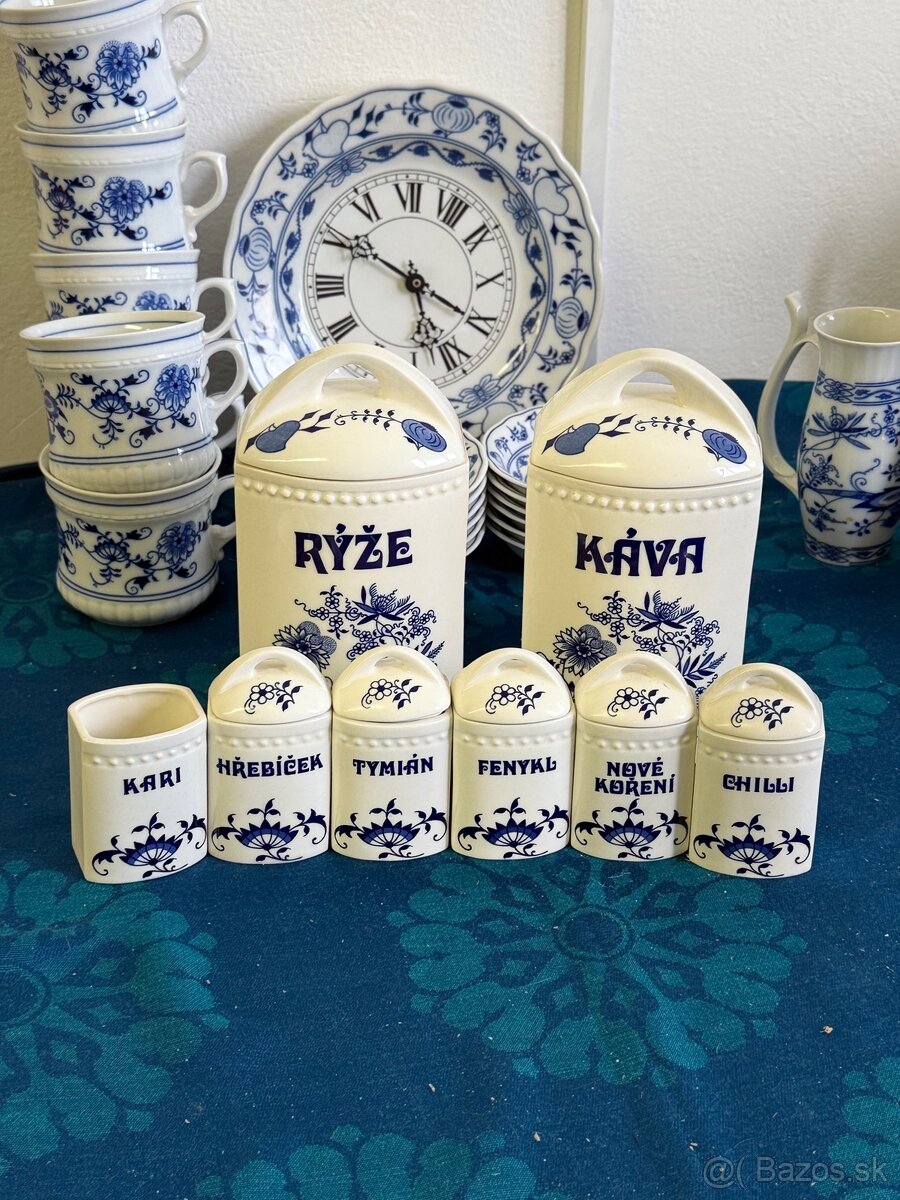 RÝŽE
KÁVA
KARI
HŘEBÍČEK
TYMIÁN
FENYKL
NOVÉ
KOŘENÍ
CHILLI
@( Bazos.sk